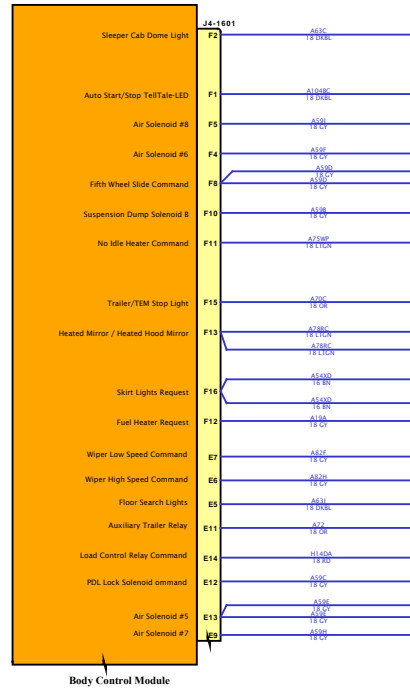 J4-1601
Sleeper Cab Dome Light F2 A63C
18 DKBL
Auto Start/Stop TellTale-LED F1 A104BC
18 DKBL
Air Solenoid #8 F5 A59J
18 GY
Air Solenoid #6 F4 A59F
18 GY
A59D
18 GY
Fifth Wheel Slide Command F8 A59D
18 GY
Suspension Dump Solenoid B F10 A59B
18 GY
No Idle Heater Command F11 A75WP
18 LTGN
Trailer/TEM Stop Light F15 A70C
18 OR
Heated Mirror / Heated Hood Mirror F13 A78RC
18 LTGN
A78RC
18 LTGN
A54XD
16 BN
Skirt Lights Request F16
A54XD
16 BN
Fuel Heater Request F12 A19A
18 GY
Wiper Low Speed Command E7 A82F
18 GY
Wiper High Speed Command E6 A82H
18 GY
Floor Search Lights E5 A63J
18 DKBL
Auxiliary Trailer Relay E11 A72
18 OR
Load Control Relay Command E14 H14DA
18 RD
PDL Lock Solenoid ommand E12 A59C
18 GY
A59E
18 GY
Air Solenoid #5 E13 A59E
18 GY
Air Solenoid #7 E9 A59H
18 GY
Body Control Module